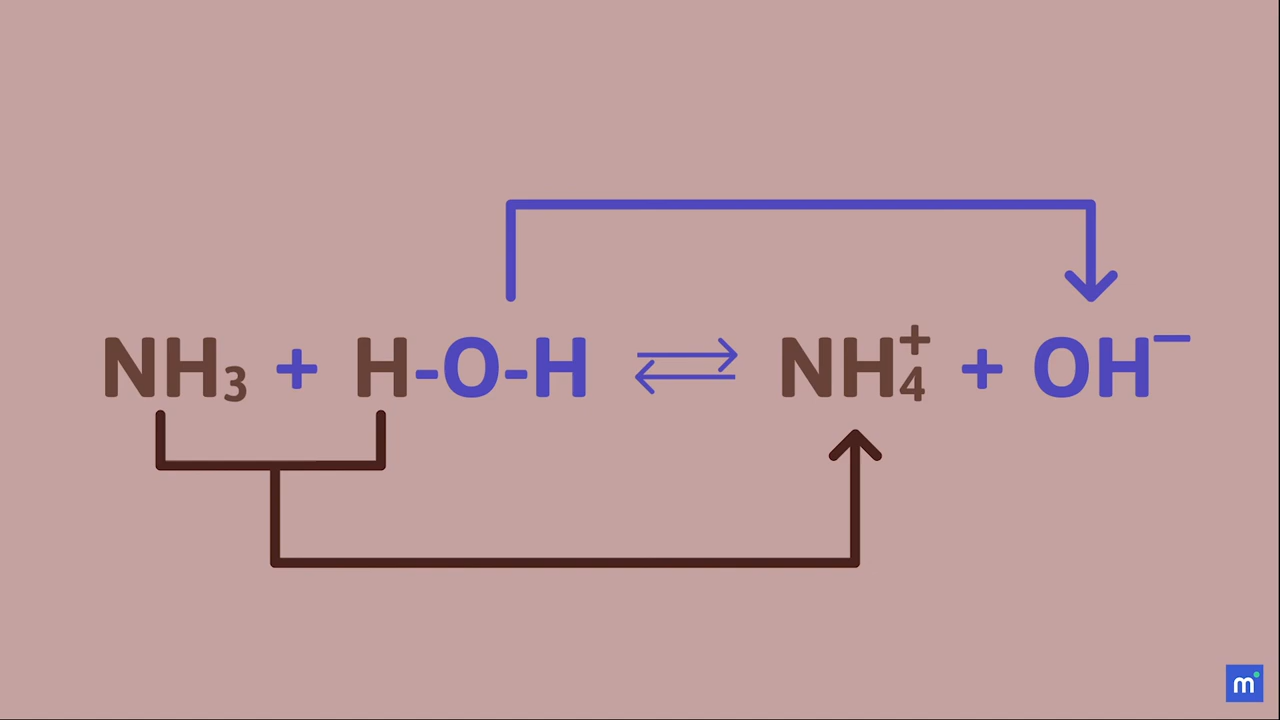 NH₃ + H-O-H ⇌ NH₄⁺ + OH⁻
m